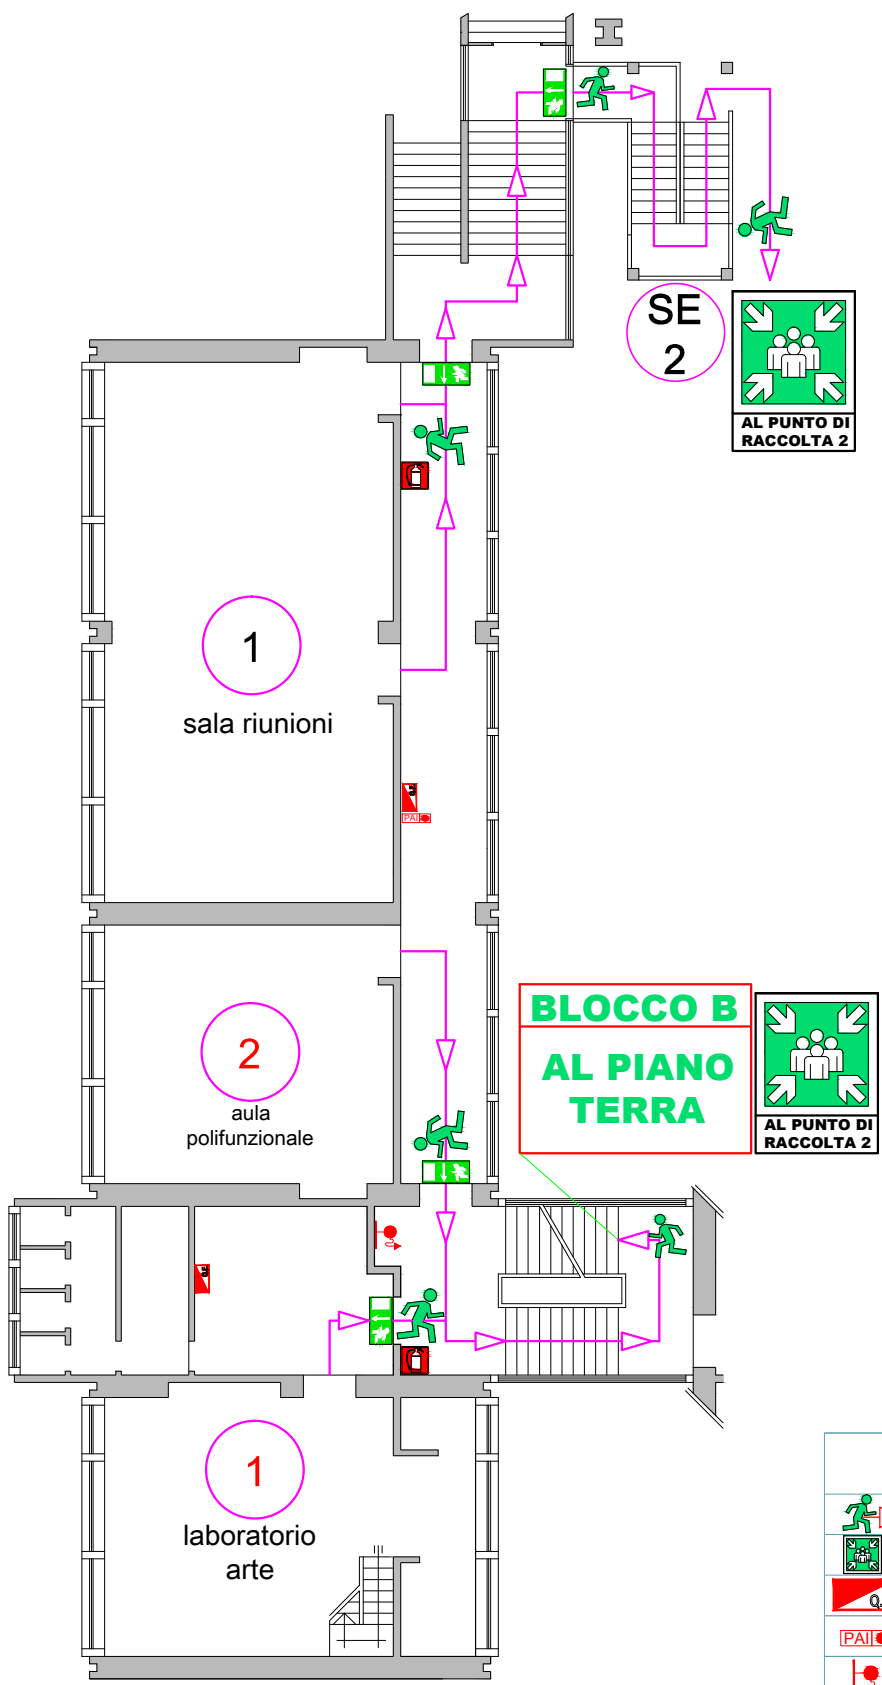 SE
2
AL PUNTO DI
RACCOLTA 2
1
sala riunioni
PAI
BLOCCO B
AL PIANO
TERRA
AL PUNTO DI
RACCOLTA 2
2
aula
polifunzionale
1
laboratorio
arte
PAI